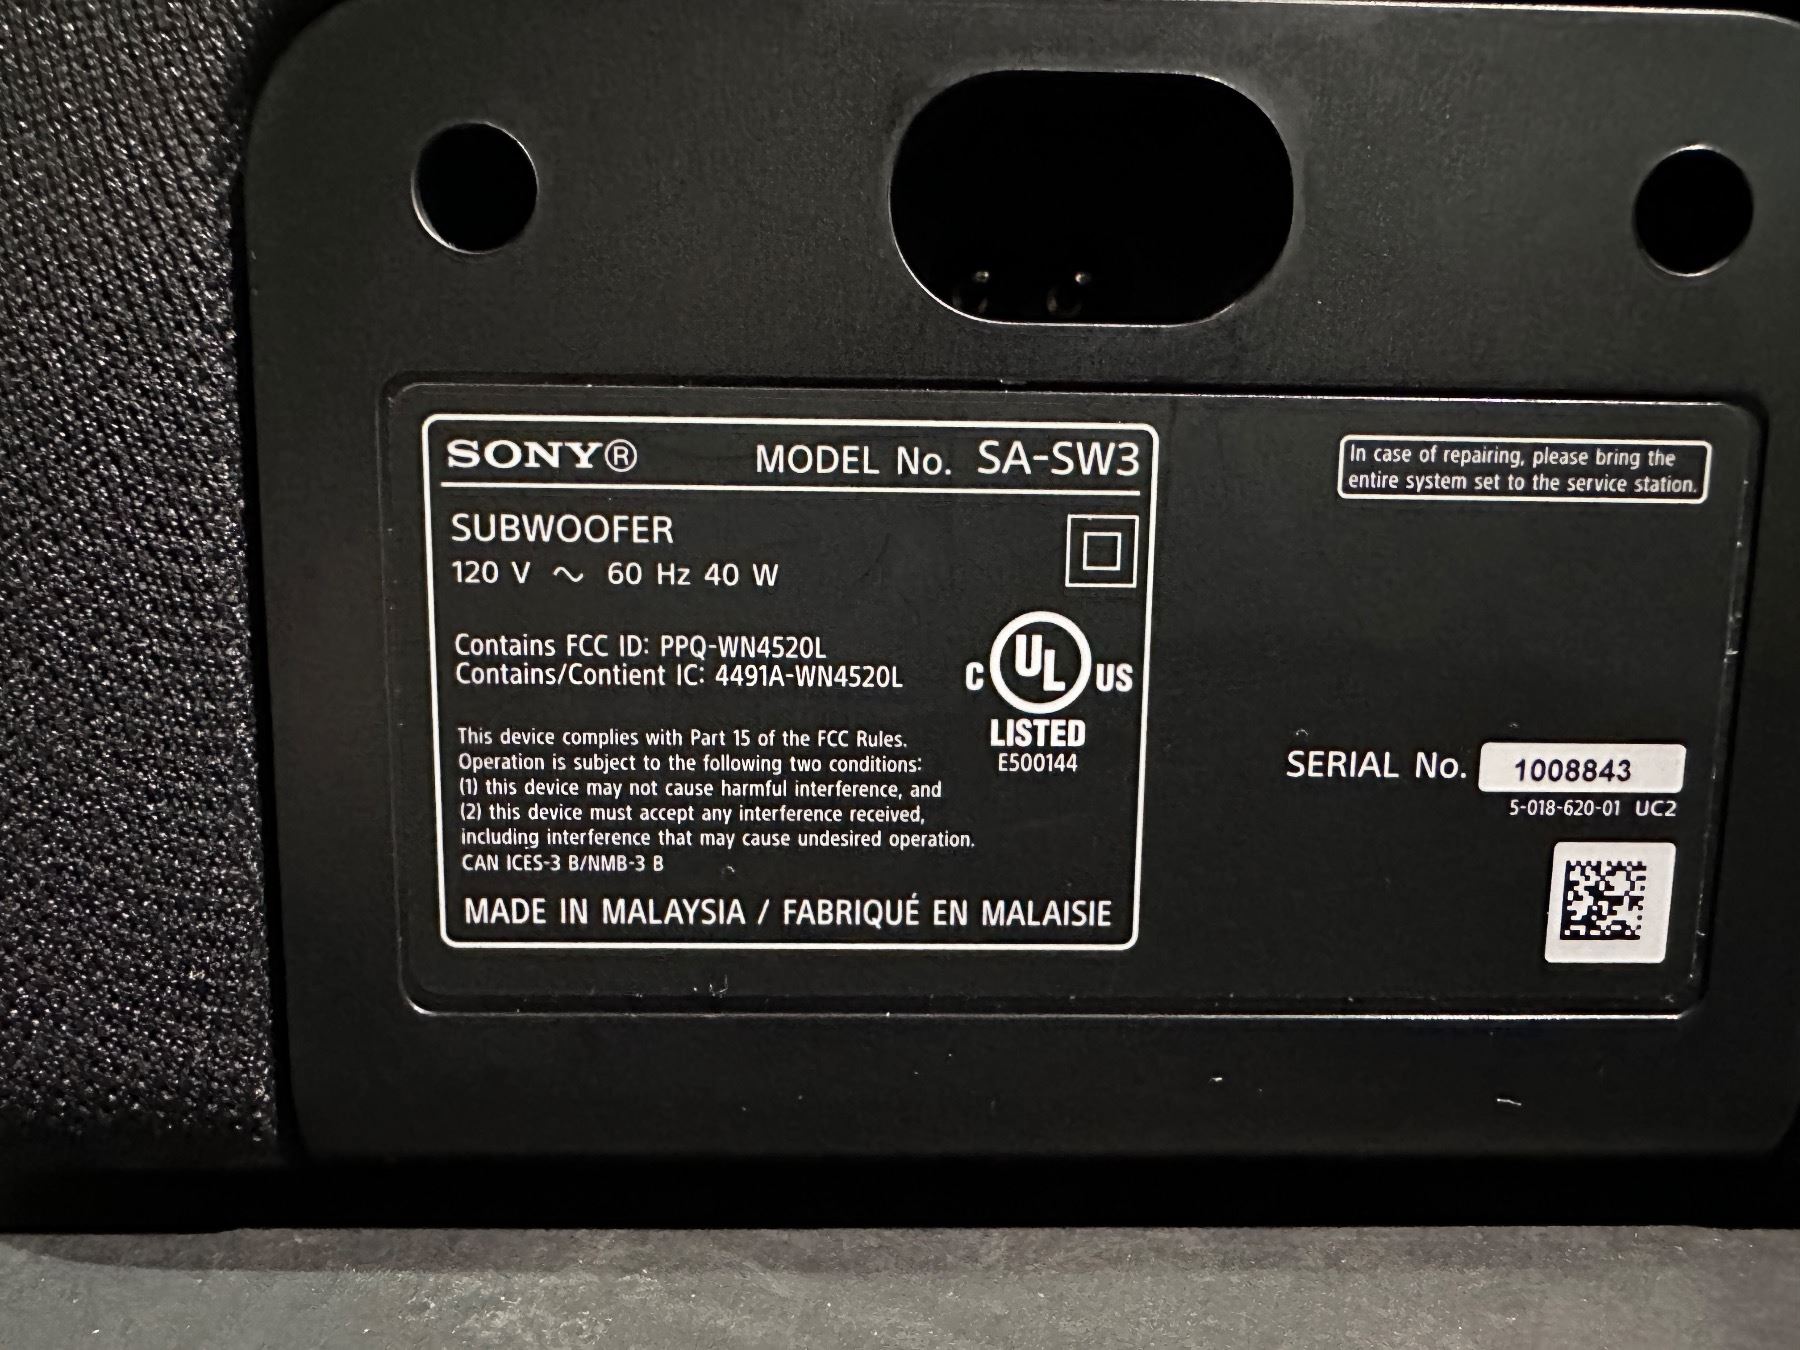 SONY® MODEL No. SA-SW3
SUBWOOFER
120 V ~ 60 Hz 40 W
Contains FCC ID: PPQ-WN4520L
Contains/Contient IC: 4491A-WN4520L
C UL US
LISTED
E500144
This device complies with Part 15 of the FCC Rules.
Operation is subject to the following two conditions:
(1) this device may not cause harmful interference, and
(2) this device must accept any interference received,
including interference that may cause undesired operation.
CAN ICES-3 B/NMB-3 B
MADE IN MALAYSIA / FABRIQUÉ EN MALAISIE
In case of repairing, please bring the
entire system set to the service station.
SERIAL No. 1008843
5-018-620-01 UC2